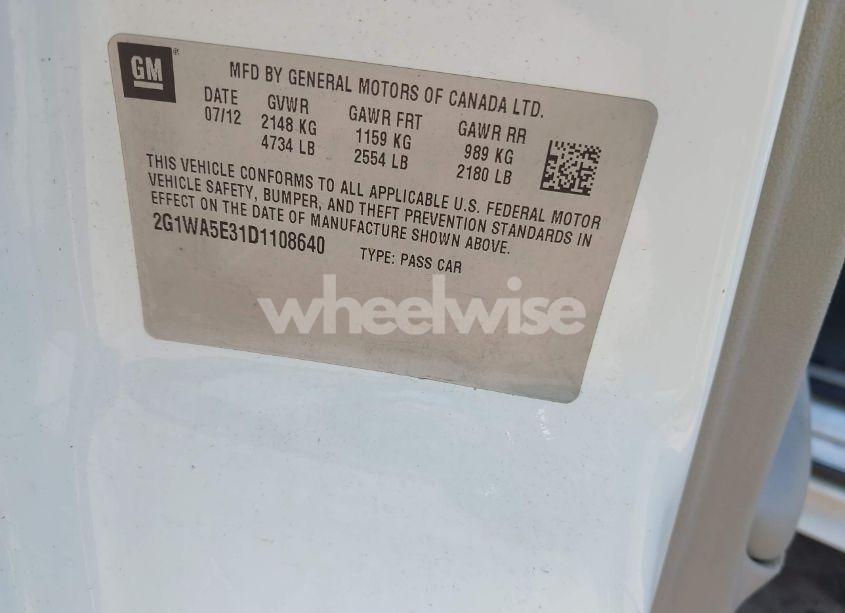 GM
MFD BY GENERAL MOTORS OF CANADA LTD.
DATE GVWR GAWR FRT GAWR RR
07/12 2148 KG 1159 KG 989 KG
4734 LB 2554 LB 2180 LB
THIS VEHICLE CONFORMS TO ALL APPLICABLE U.S. FEDERAL MOTOR
VEHICLE SAFETY, BUMPER, AND THEFT PREVENTION STANDARDS IN
EFFECT ON THE DATE OF MANUFACTURE SHOWN ABOVE.
2G1WA5E31D1108640 TYPE: PASS CAR
wheelwise